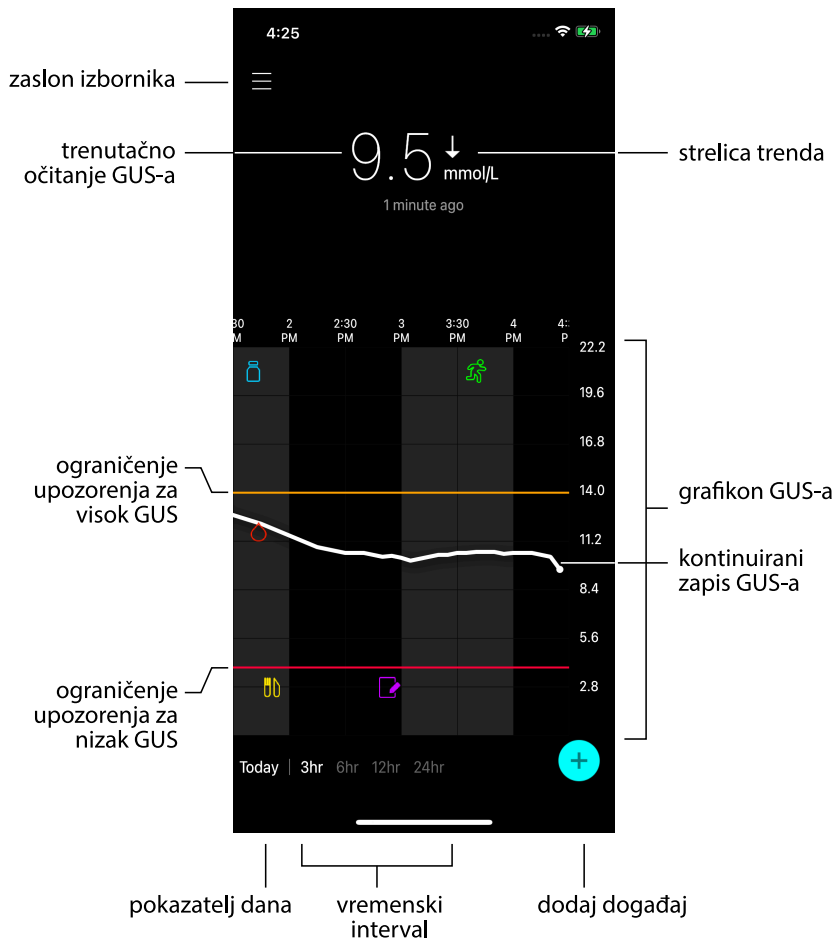 4:25
zaslon izbornika
trenutačno
očitanje GUS-a
9.5
mmol/L
strelica trenda
1 minute ago
30 2 2:30 3 3:30 4 4:
M PM PM PM PM PM P
22.2
19.6
16.8
14.0
11.2
8.4
5.6
2.8
ograničenje
upozorenja za
visok GUS
grafikon GUS-a
kontinuirani
zapis GUS-a
ograničenje
upozorenja za
nizak GUS
Today 3hr 6hr 12hr 24hr
pokazatelj dana
vremenski
interval
dodaj događaj